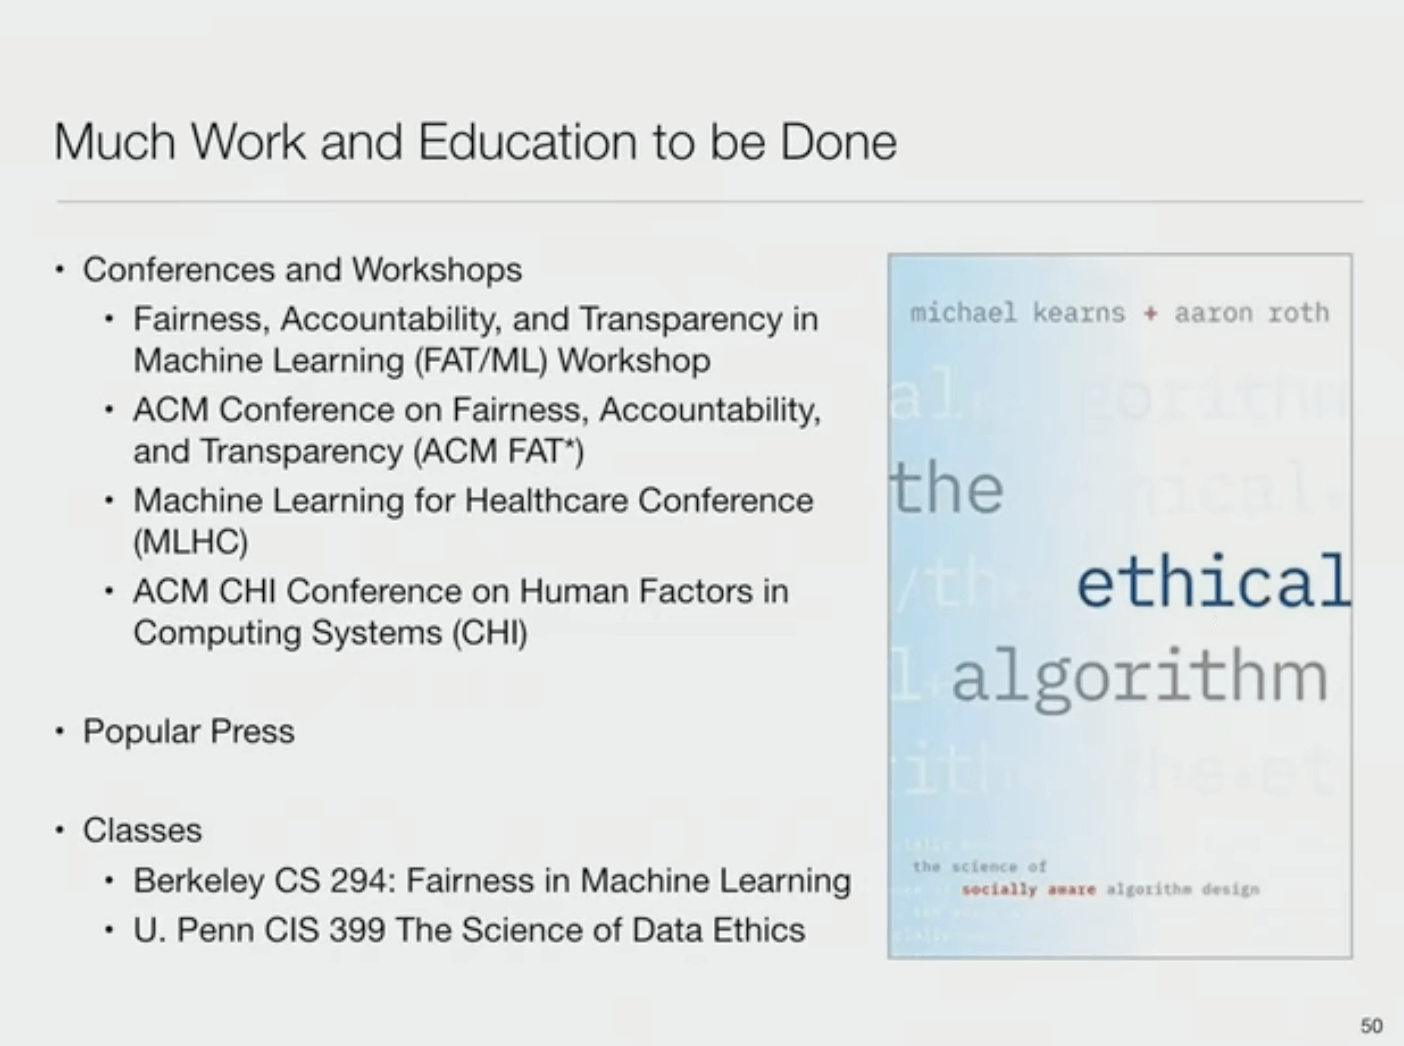 Much Work and Education to be Done
• Conferences and Workshops
• Fairness, Accountability, and Transparency in
Machine Learning (FAT/ML) Workshop
• ACM Conference on Fairness, Accountability,
and Transparency (ACM FAT*)
• Machine Learning for Healthcare Conference
(MLHC)
• ACM CHI Conference on Human Factors in
Computing Systems (CHI)
• Popular Press
• Classes
• Berkeley CS 294: Fairness in Machine Learning
• U. Penn CIS 399 The Science of Data Ethics
michael kearns + aaron roth
al gorithm
the
ethical
algorithm
the science of
socially aware algorithm design
50